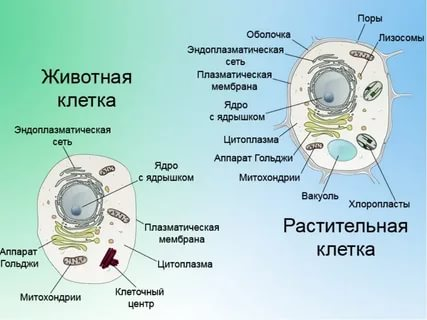 Животная
клетка
Эндоплазматическая
сеть
Ядро
с ядрышком
Плазматическая
мембрана
Аппарат
Гольджи
Цитоплазма
Митохондрии
Клеточный
центр
Поры
Оболочка
Лизосомы
Эндоплазматическая
сеть
Плазматическая
мембрана
Ядро
с ядрышком
Цитоплазма
Аппарат Гольджи
Митохондрии
Вакуоль
Хлоропласты
Растительная
клетка